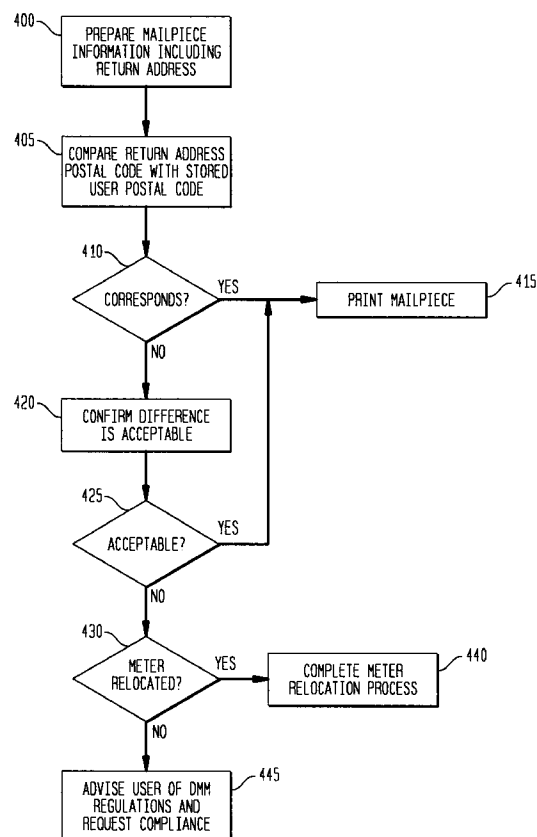 400
PREPARE MAILPIECE
INFORMATION INCLUDING
RETURN ADDRESS
405
COMPARE RETURN ADDRESS
POSTAL CODE WITH STORED
USER POSTAL CODE
410
CORRESPONDS?
YES
NO
PRINT MAILPIECE
415
420
CONFIRM DIFFERENCE
IS ACCEPTABLE
425
ACCEPTABLE?
YES
NO
430
METER
RELOCATED?
YES
NO
COMPLETE METER
RELOCATION PROCESS
440
445
ADVISE USER OF DMM
REGULATIONS AND
REQUEST COMPLIANCE